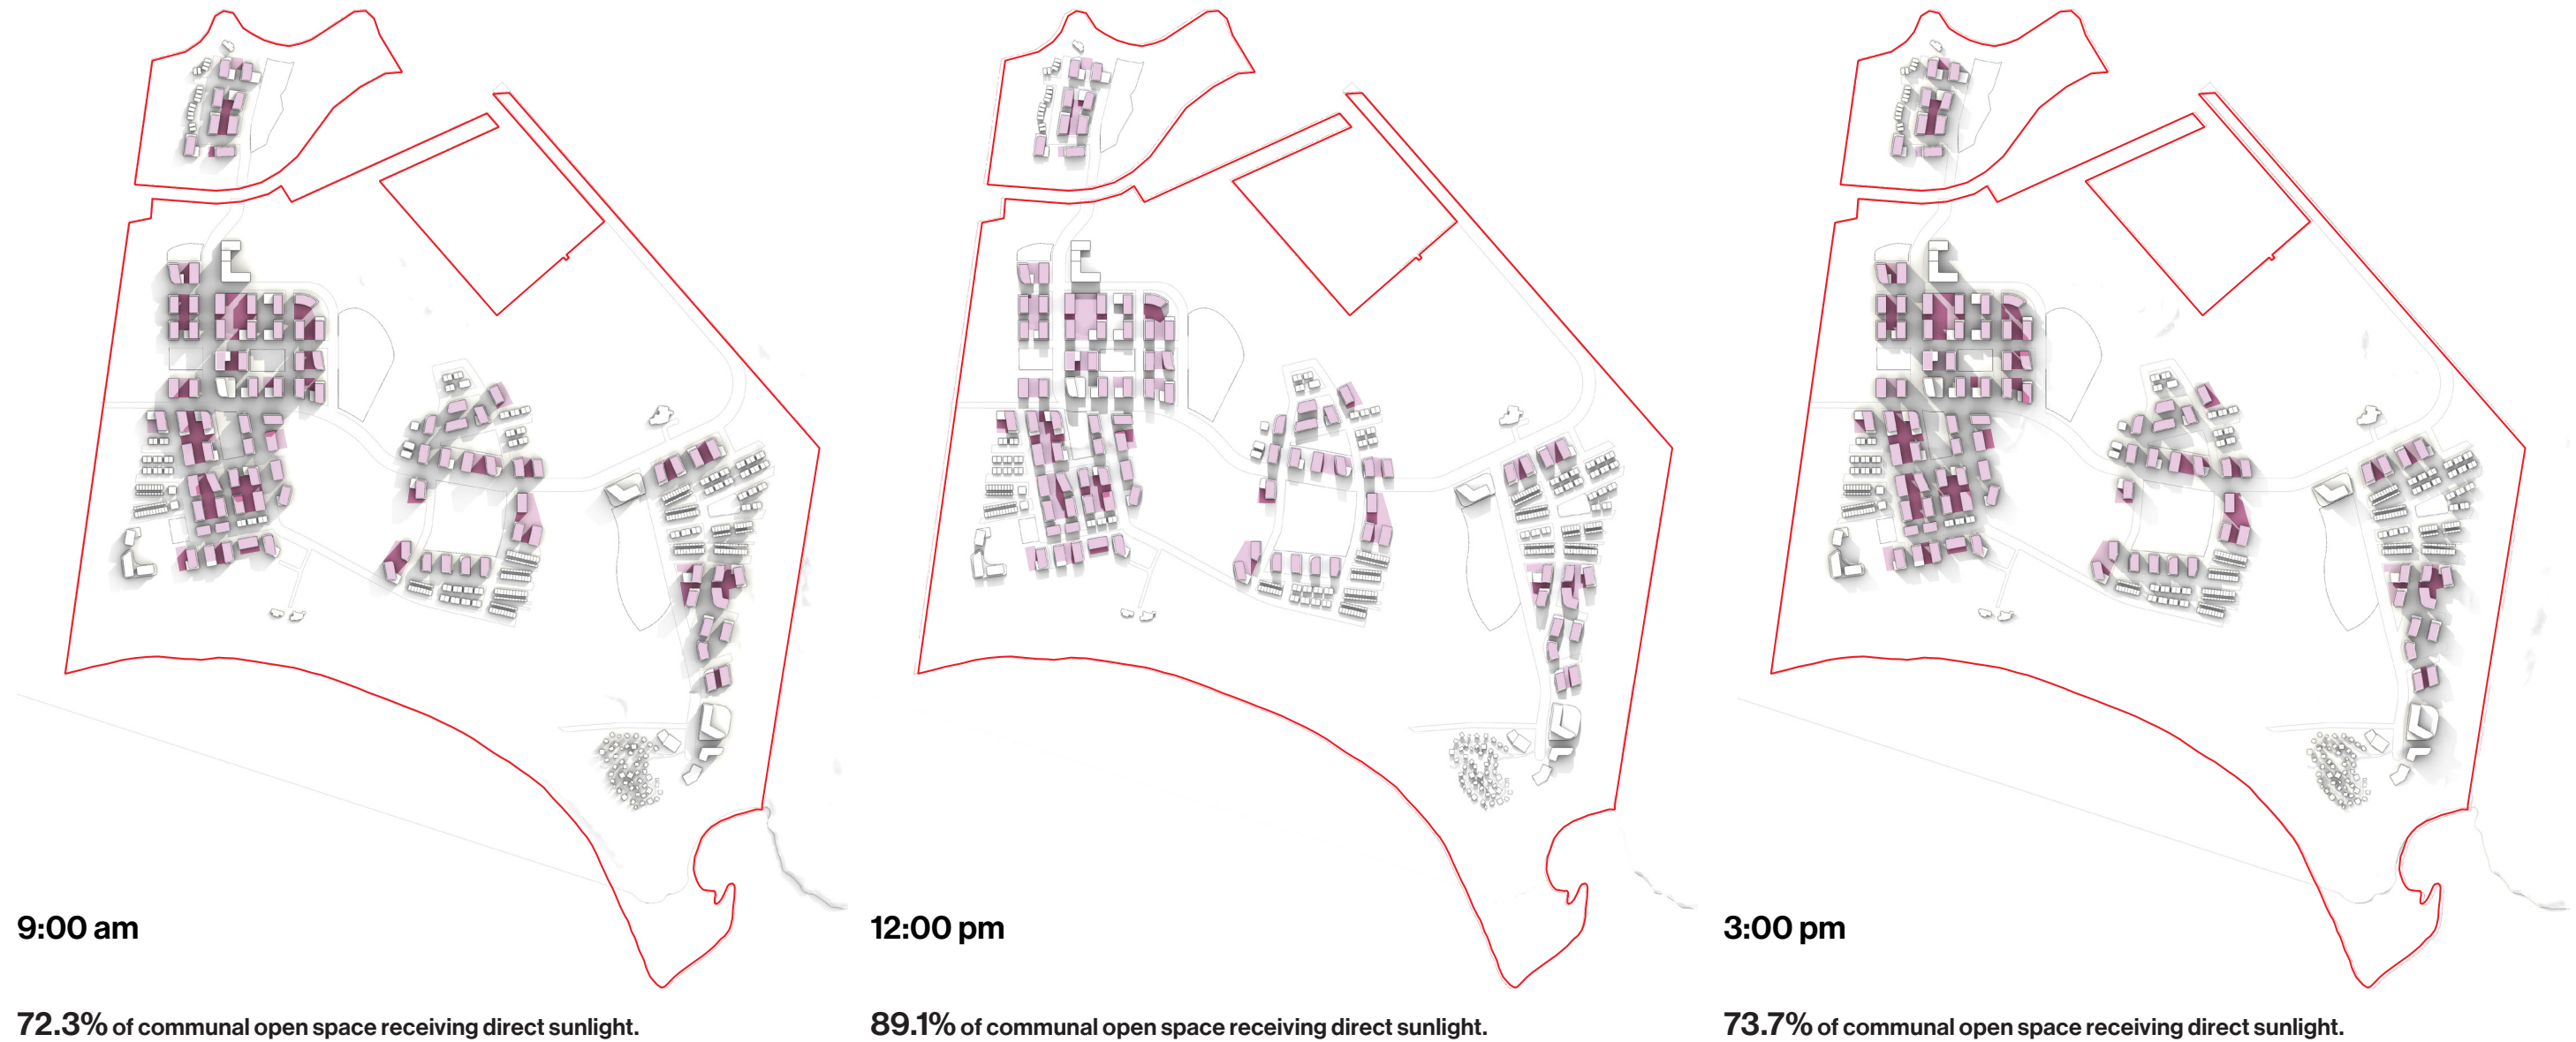 9:00 am
72.3% of communal open space receiving direct sunlight.
12:00 pm
89.1% of communal open space receiving direct sunlight.
3:00 pm
73.7% of communal open space receiving direct sunlight.